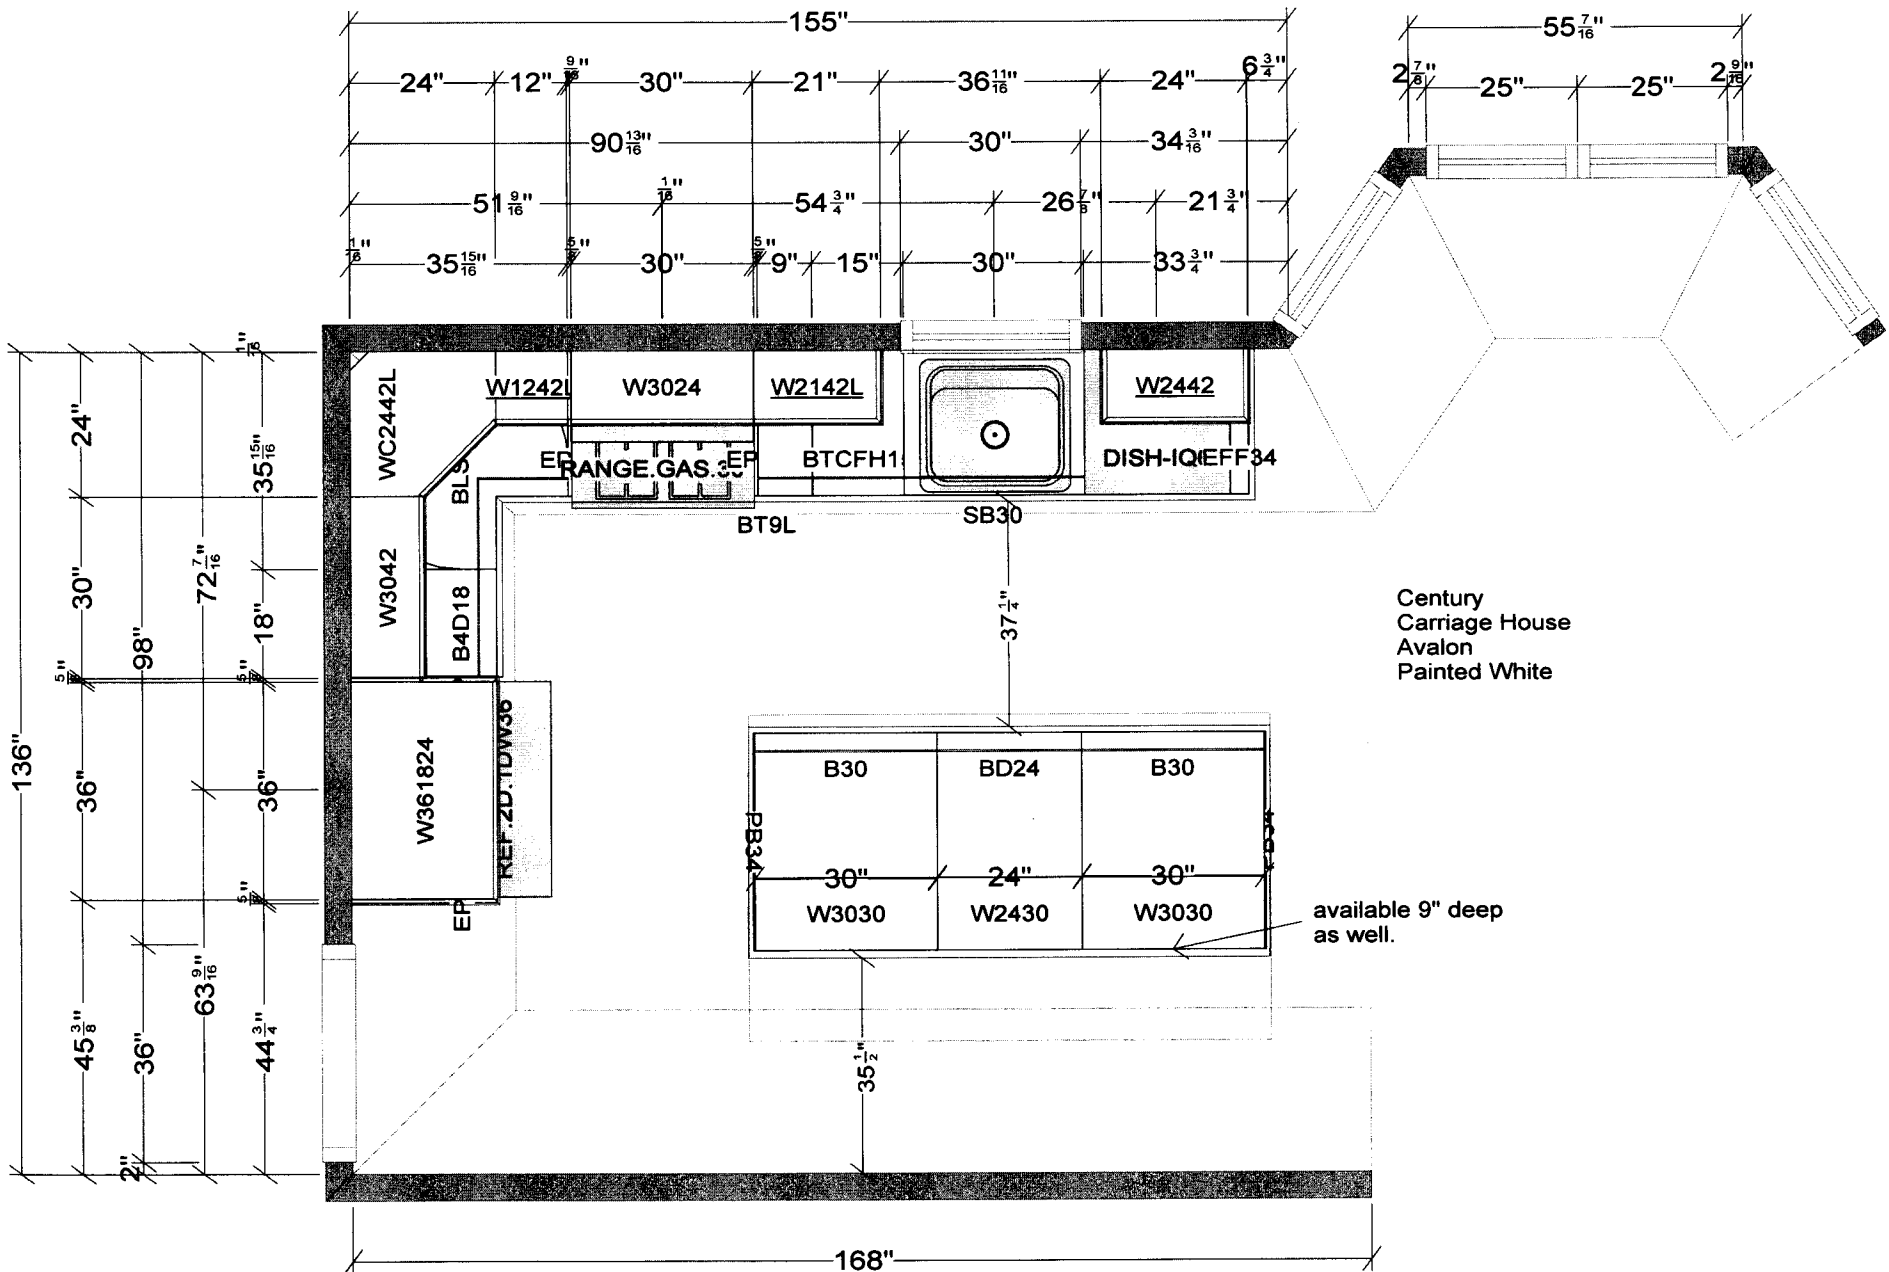 155"
55 7/16"
24" 12" 9/16" 30" 21" 36 11/16" 24" 6 3/4"
2 7/8" 25" 25" 2 9/16"
90 13/16" 30" 34 3/16"
51 9/16" 1/16" 54 3/4" 26 7/8" 21 3/4"
1/16" 35 15/16" 5/8" 30" 5/8" 9" 15" 30" 33 3/4"
1/16"
24"
35 15/16"
30"
72 7/16"
18"
98"
5/8"
5/8"
136"
36"
36"
5/8"
63 9/16"
45 3/8"
36"
44 3/4"
2"
WC2442L
W1242L
W3024
W2142L
W2442
EP
RANGE.GAS.3
EP
BTCFH1
DISH-IQ
EFF34
BLS
BT9L
SB30
W3042
B4D18
37 1/4"
Century
Carriage House
Avalon
Painted White
W361824
REF.2D.1DW36
EP
B30
BD24
B30
PB34
30" 24" 30"
W3030
W2430
W3030
available 9" deep
as well.
35 1/2"
168"